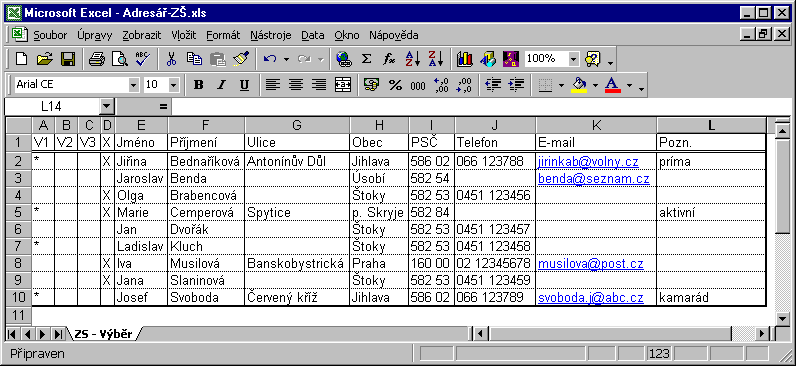 Microsoft Excel - Adresář-ZŠ.xls
Soubor Úpravy Zobrazit Vložit Formát Nástroje Data Okno Nápověda
100%
Arial CE 10 B I U % 000
L14 =
A B C D E F G H I J K L
1 V1 V2 V3 X Jméno Příjmení Ulice Obec PSČ Telefon E-mail Pozn.
2 * X Jiřina Bednaříková Antonínův Důl Jihlava 586 02 066 123788 jirinkab@volny.cz príma
3 Jaroslav Benda Úsobí 582 54 benda@seznam.cz
4 X Olga Brabencová Štoky 582 53 0451 123456
5 * X Marie Cemperová Spytice p. Skryje 582 84 aktivní
6 Jan Dvořák Štoky 582 53 0451 123457
7 * Ladislav Kluch Štoky 582 53 0451 123458
8 X Iva Musilová Banskobystrická Praha 160 00 02 12345678 musilova@post.cz
9 X Jana Slaninová Štoky 582 53 0451 123459
10 * Josef Svoboda Červený kříž Jihlava 586 02 066 123789 svoboda.j@abc.cz kamarád
11
ZS - Výběr
Připraven 123